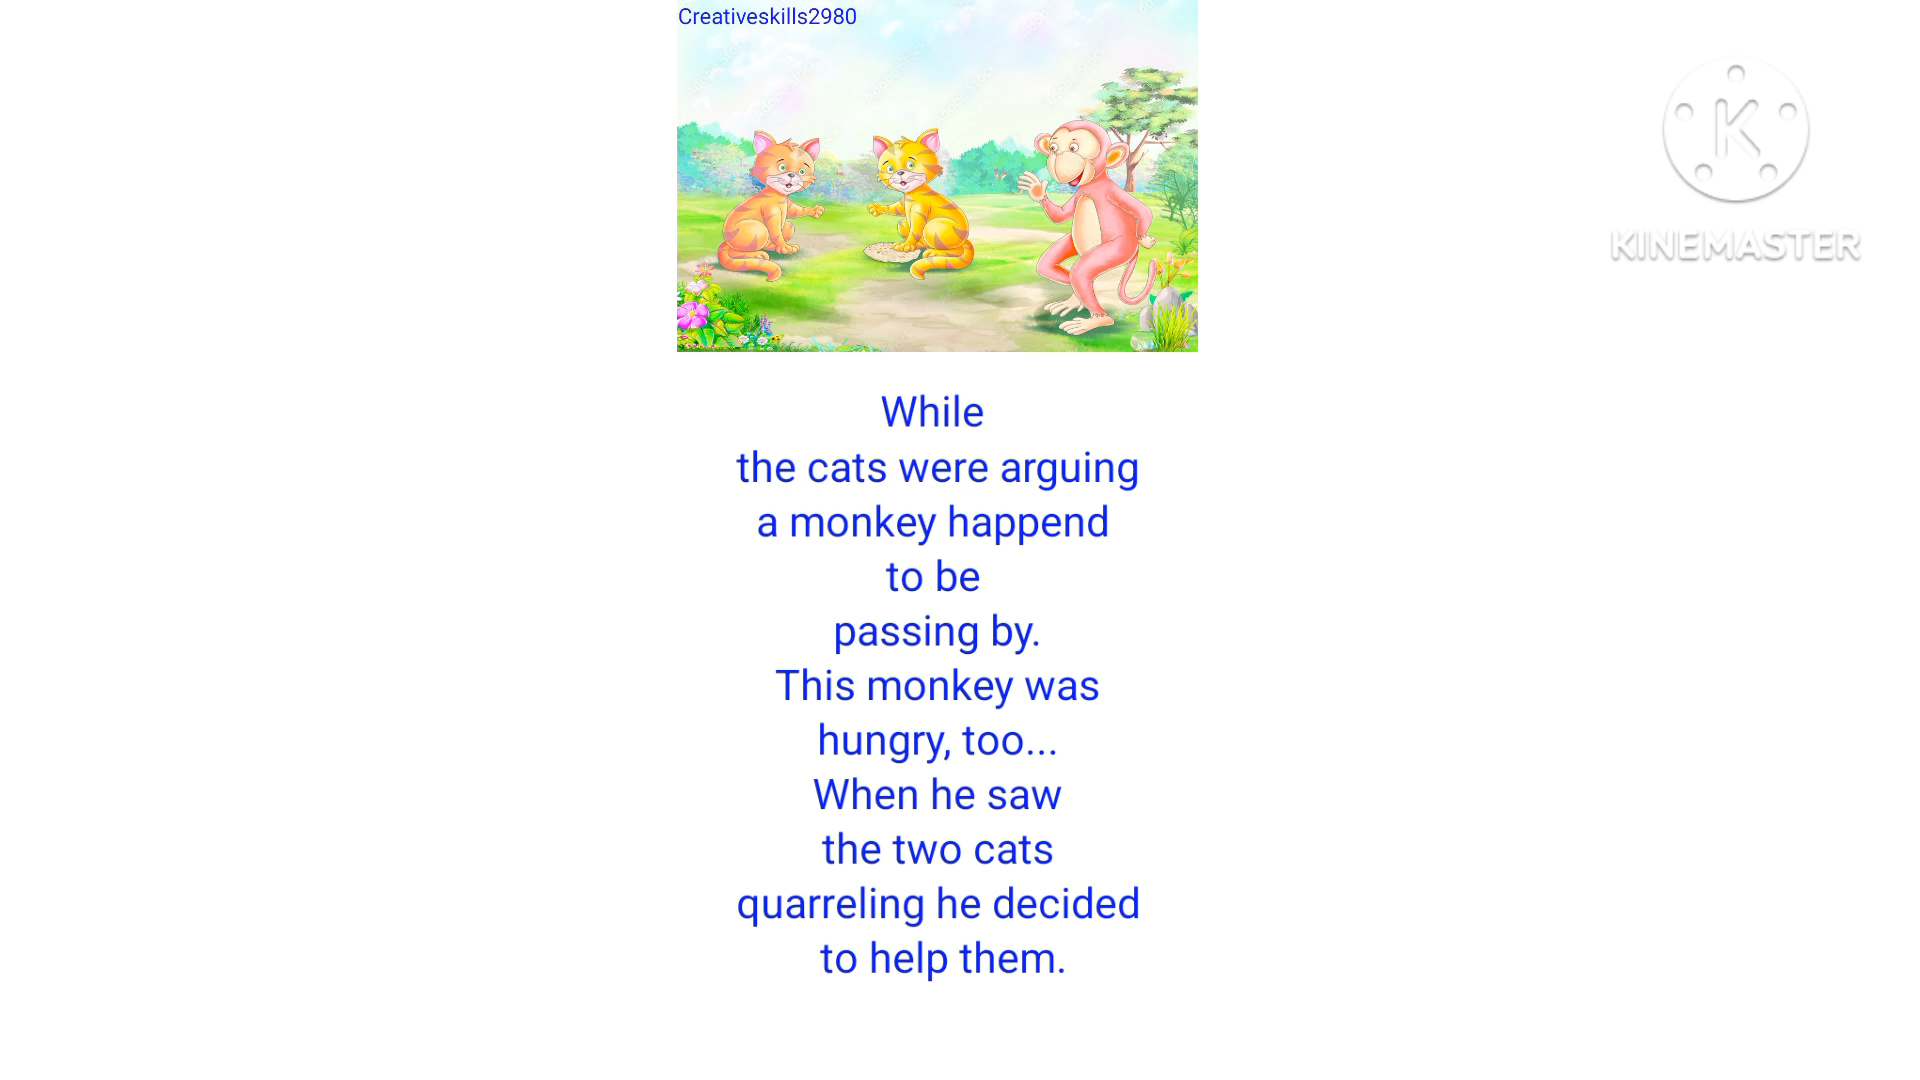 Creativeskills2980
K
KINEMASTER
While
the cats were arguing
a monkey happend
to be
passing by.
This monkey was
hungry, too...
When he saw
the two cats
quarreling he decided
to help them.